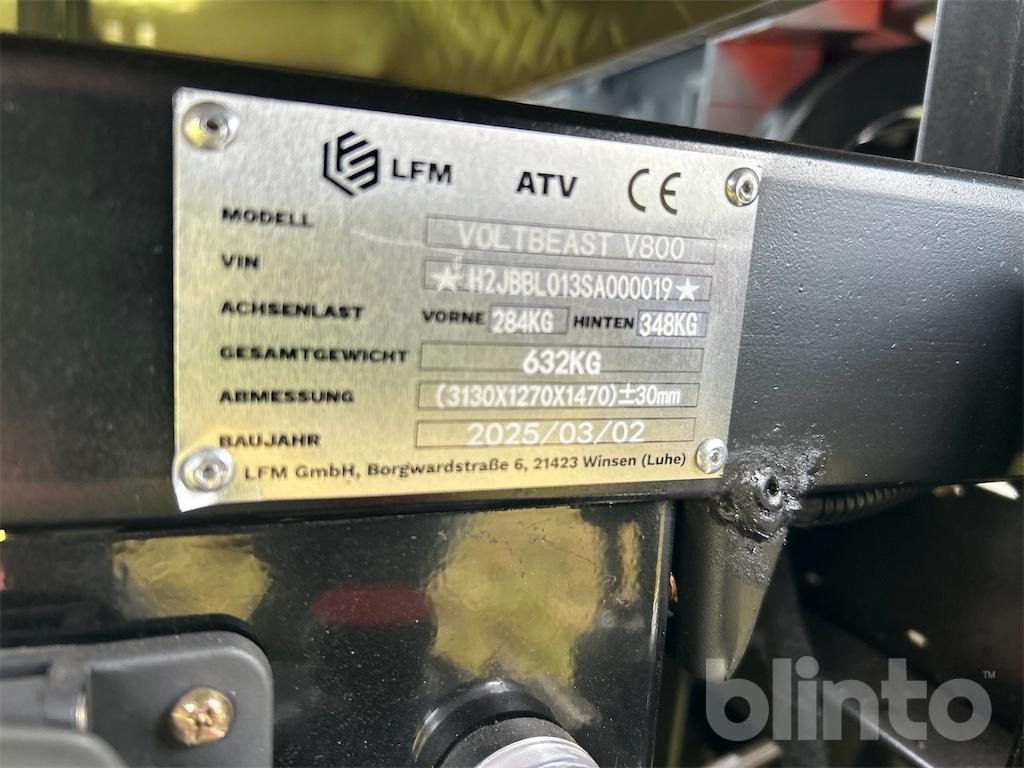 LFM ATV CE
MODELL VOLTBEAST V800
VIN ★H2JBBL013SA000019★
ACHSENLAST VORNE 284KG HINTEN 348KG
GESAMTGEWICHT 632KG
ABMESSUNG (3130X1270X1470)±30mm
BAUJAHR 2025/03/02
LFM GmbH, Borgwardstraße 6, 21423 Winsen (Luhe)
blinto™